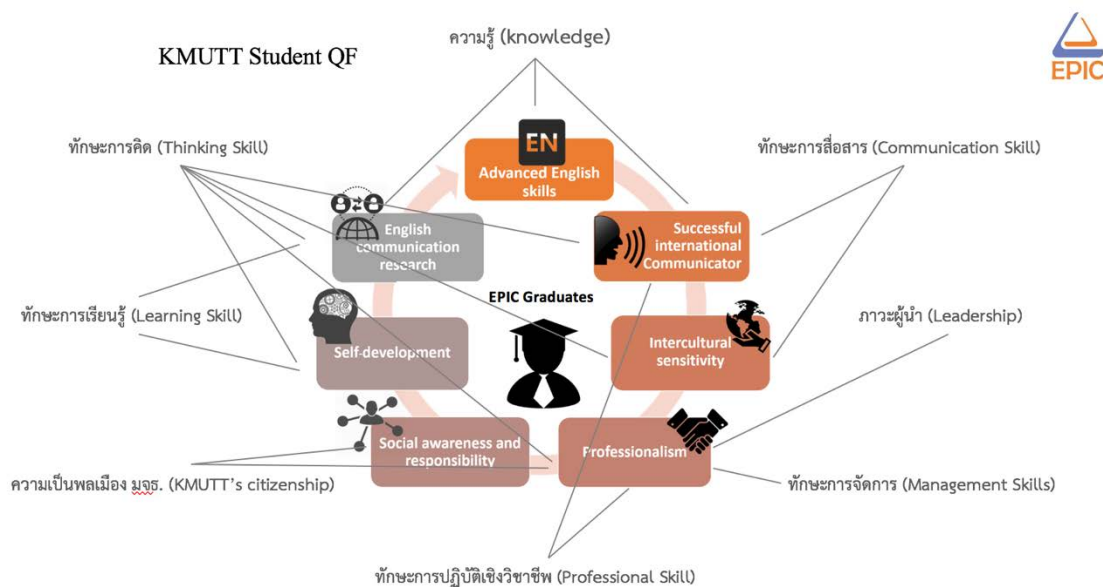 ความรู้ (knowledge)
KMUTT Student QF
EPIC
ทักษะการคิด (Thinking Skill)
EN
ทักษะการสื่อสาร (Communication Skill)
Advanced English
skills
English
communication
research
Successful
international
Communicator
EPIC Graduates
ทักษะการเรียนรู้ (Learning Skill)
ภาวะผู้นำ (Leadership)
Self-development
Intercultural
sensitivity
Social awareness and
responsibility
Professionalism
ความเป็นพลเมือง มจธ. (KMUTT's citizenship)
ทักษะการจัดการ (Management Skills)
ทักษะการปฏิบัติเชิงวิชาชีพ (Professional Skill)